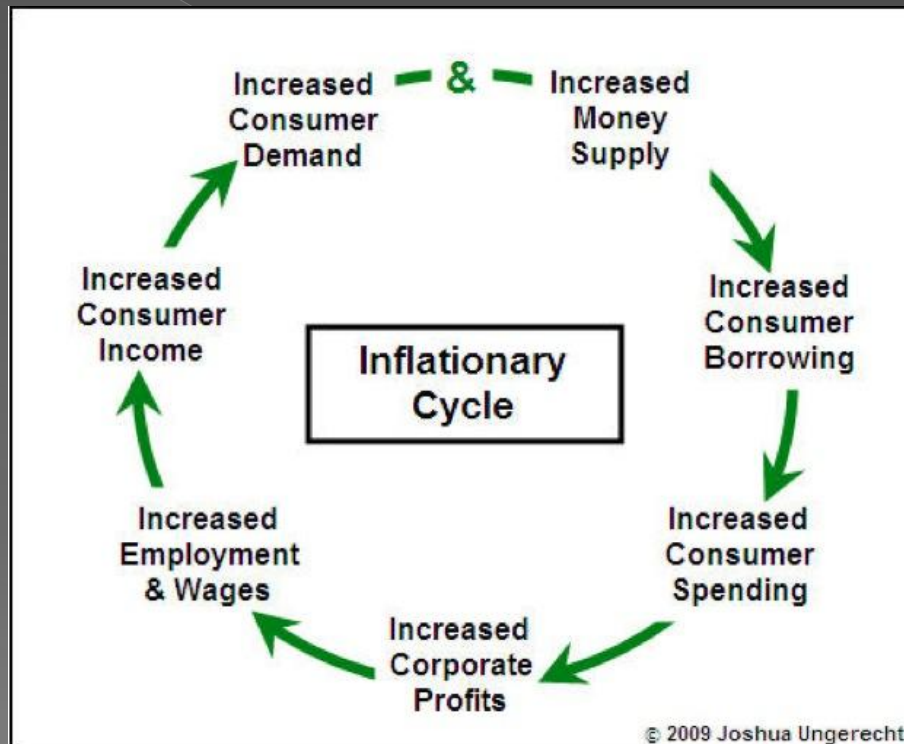 Increased
Consumer
Demand
&
Increased
Money
Supply
Increased
Consumer
Borrowing
Increased
Consumer
Spending
Increased
Corporate
Profits
Increased
Employment
& Wages
Increased
Consumer
Income
Inflationary
Cycle
© 2009 Joshua Ungerecht